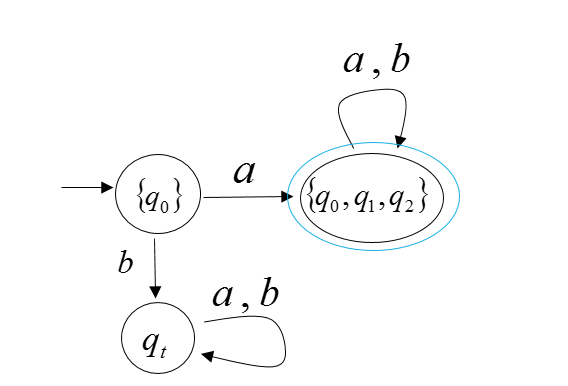 a , b
{q₀}
a
{q₀, q₁, q₂}
b
a , b
qₜ